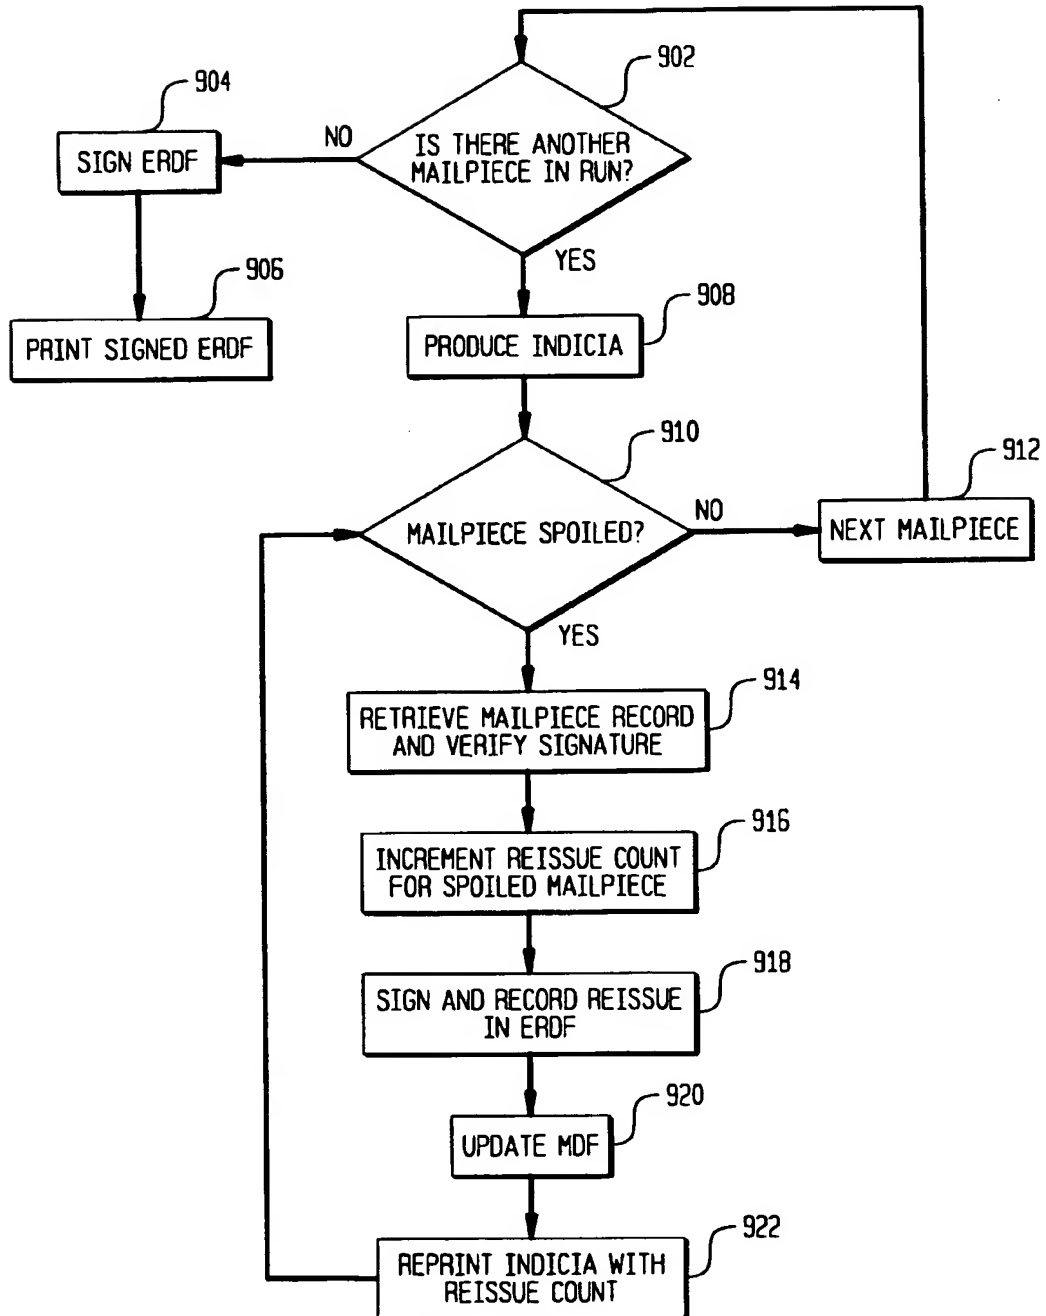 902
904
IS THERE ANOTHER
MAILPIECE IN RUN?
NO
SIGN ERDF
YES
906
PRINT SIGNED ERDF
908
PRODUCE INDICIA
910
MAILPIECE SPOILED?
NO
912
NEXT MAILPIECE
YES
914
RETRIEVE MAILPIECE RECORD
AND VERIFY SIGNATURE
916
INCREMENT REISSUE COUNT
FOR SPOILED MAILPIECE
918
SIGN AND RECORD REISSUE
IN ERDF
920
UPDATE MDF
922
REPRINT INDICIA WITH
REISSUE COUNT